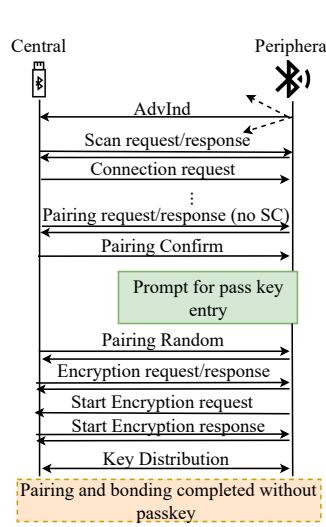 Central Periphera
AdvInd
Scan request/response
Connection request
Pairing request/response (no SC)
Pairing Confirm
Prompt for pass key
entry
Pairing Random
Encryption request/response
Start Encryption request
Start Encryption response
Key Distribution
Pairing and bonding completed without
passkey